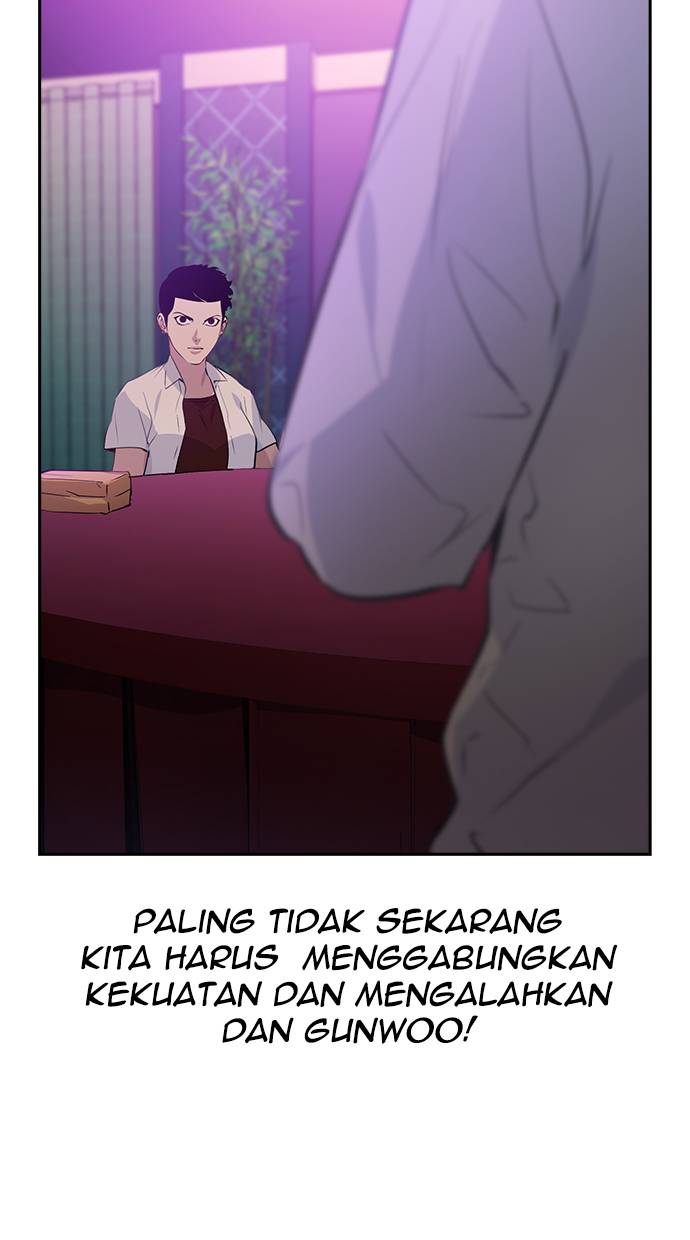 PALING TIDAK SEKARANG
KITA HARUS MENGGABUNGKAN
KEKUATAN DAN MENGALAHKAN
DAN GUNWOO!